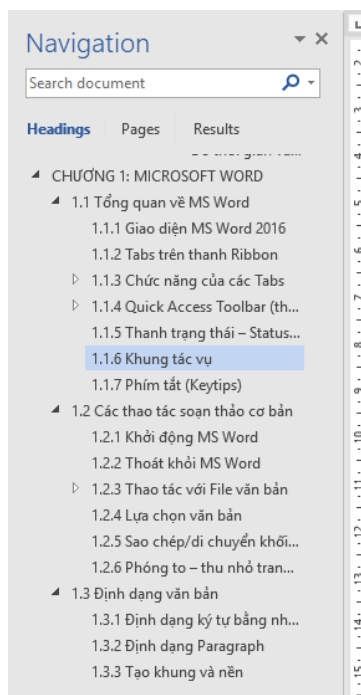 Navigation
Search document
Headings Pages Results
CHƯƠNG 1: MICROSOFT WORD
1.1 Tổng quan về MS Word
1.1.1 Giao diện MS Word 2016
1.1.2 Tabs trên thanh Ribbon
1.1.3 Chức năng của các Tabs
1.1.4 Quick Access Toolbar (th...
1.1.5 Thanh trạng thái – Status...
1.1.6 Khung tác vụ
1.1.7 Phím tắt (Keytips)
1.2 Các thao tác soạn thảo cơ bản
1.2.1 Khởi động MS Word
1.2.2 Thoát khỏi MS Word
1.2.3 Thao tác với File văn bản
1.2.4 Lựa chọn văn bản
1.2.5 Sao chép/di chuyển khối...
1.2.6 Phóng to – thu nhỏ tran...
1.3 Định dạng văn bản
1.3.1 Định dạng ký tự bằng nh...
1.3.2 Định dạng Paragraph
1.3.3 Tạo khung và nền